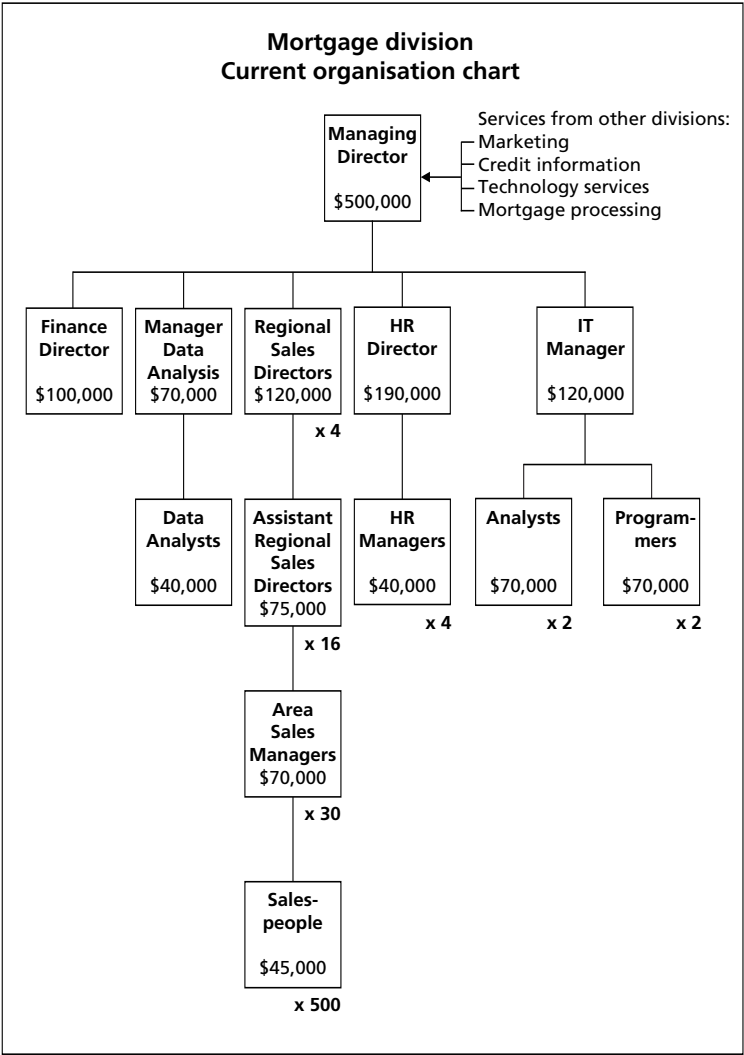 Mortgage division
Current organisation chart
Managing
Director
$500,000
Services from other divisions:
Marketing
Credit information
Technology services
Mortgage processing
Finance
Director
$100,000
Manager
Data
Analysis
$70,000
Regional
Sales
Directors
$120,000
x 4
HR
Director
$190,000
IT
Manager
$120,000
Data
Analysts
$40,000
Assistant
Regional
Sales
Directors
$75,000
x 16
HR
Managers
$40,000
x 4
Analysts
$70,000
x 2
Program-
mers
$70,000
x 2
Area
Sales
Managers
$70,000
x 30
Sales-
people
$45,000
x 500